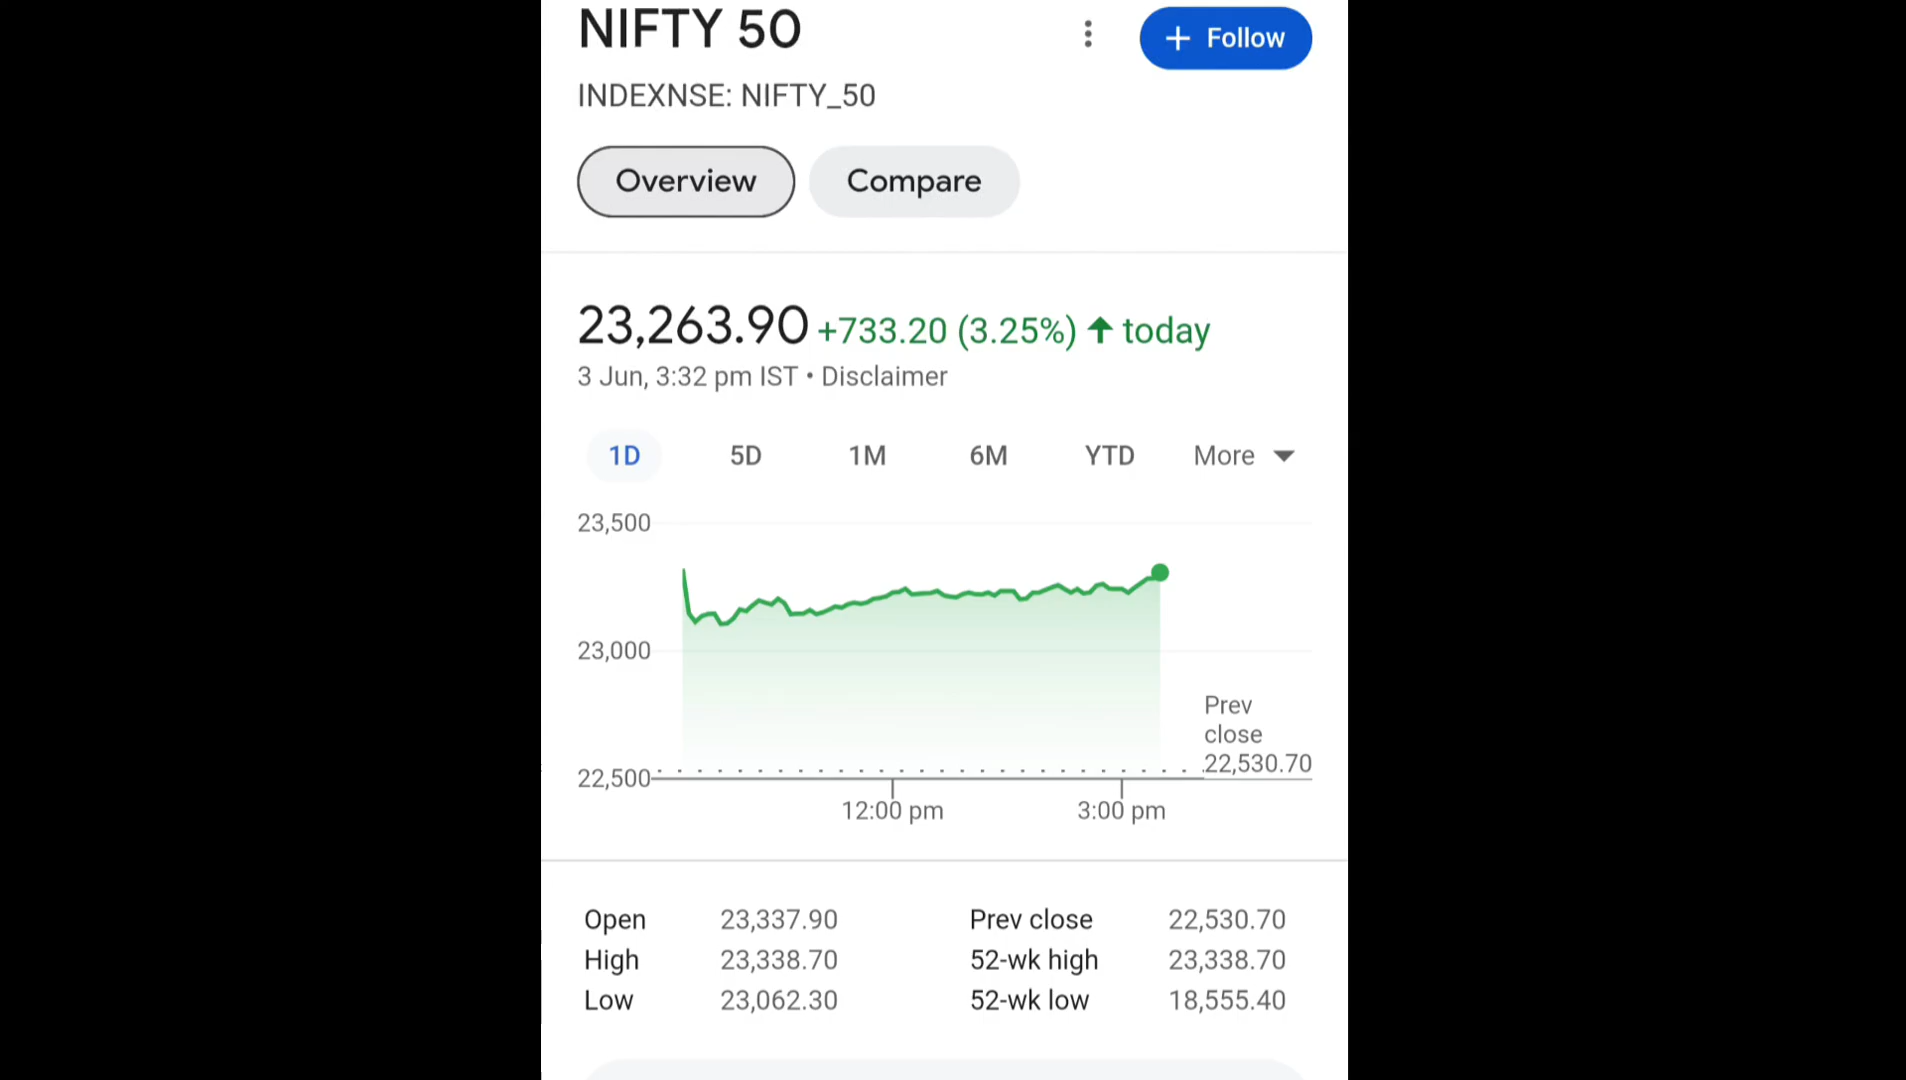 NIFTY 50
+ Follow
INDEXNSE: NIFTY_50
Overview Compare
23,263.90 +733.20 (3.25%) ↑ today
3 Jun, 3:32 pm IST • Disclaimer
1D 5D 1M 6M YTD More
23,500
23,000
Prev
close
22,530.70
22,500
12:00 pm 3:00 pm
Open 23,337.90 Prev close 22,530.70
High 23,338.70 52-wk high 23,338.70
Low 23,062.30 52-wk low 18,555.40